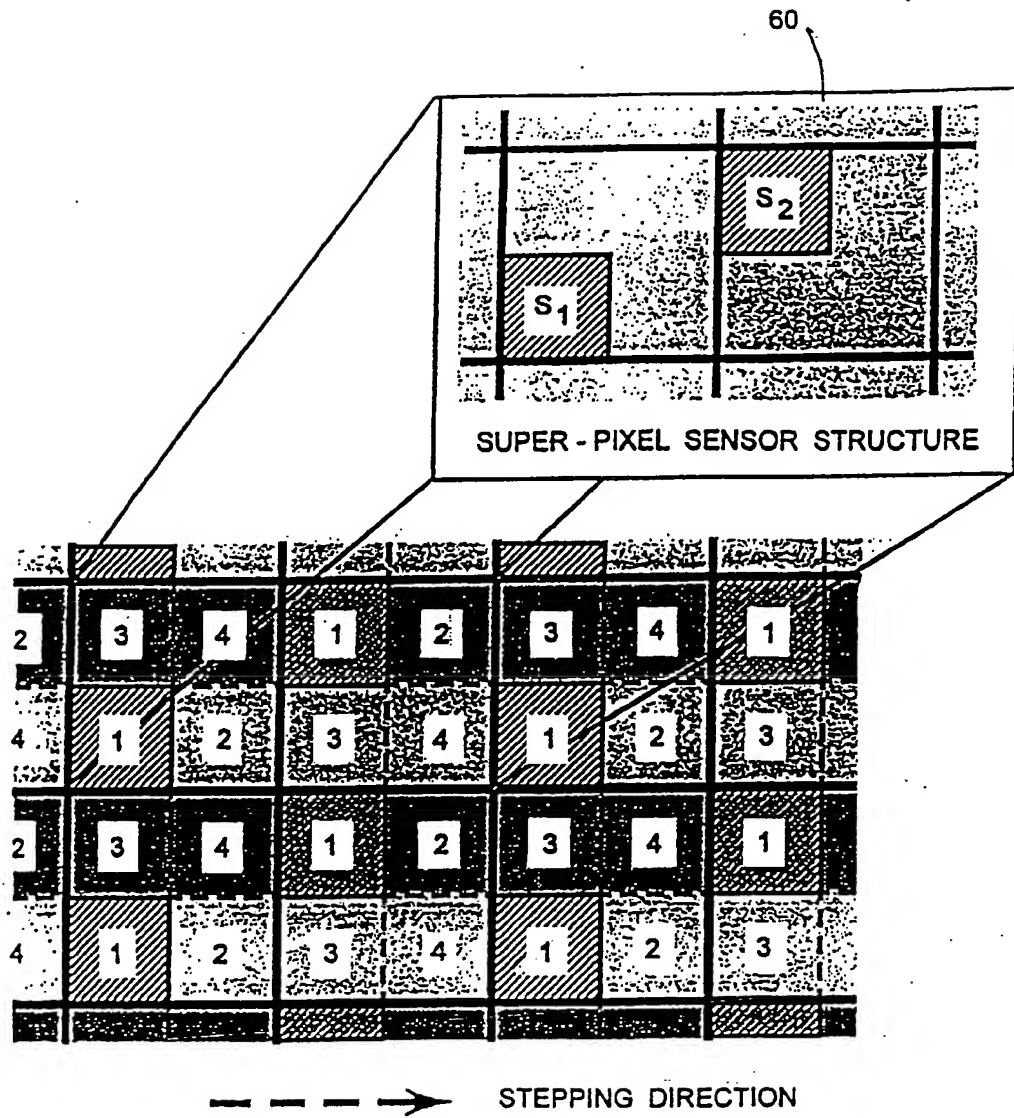 60
S2
S1
SUPER - PIXEL SENSOR STRUCTURE
2 3 4 1 2 3 4 1
4 1 2 3 4 1 2 3
2 3 4 1 2 3 4 1
4 1 2 3 4 1 2 3
STEPPING DIRECTION